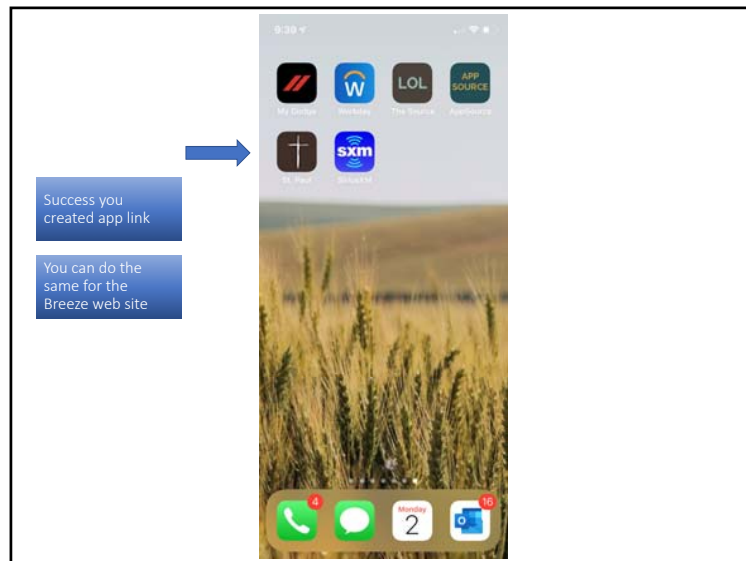 9:39
My Dodge
Workday
LOL
The Source
APP
SOURCE
AppSource
St. Paul
sxm
SiriusXM
Success you
created app link
You can do the
same for the
Breeze web site
4
Monday
2
16